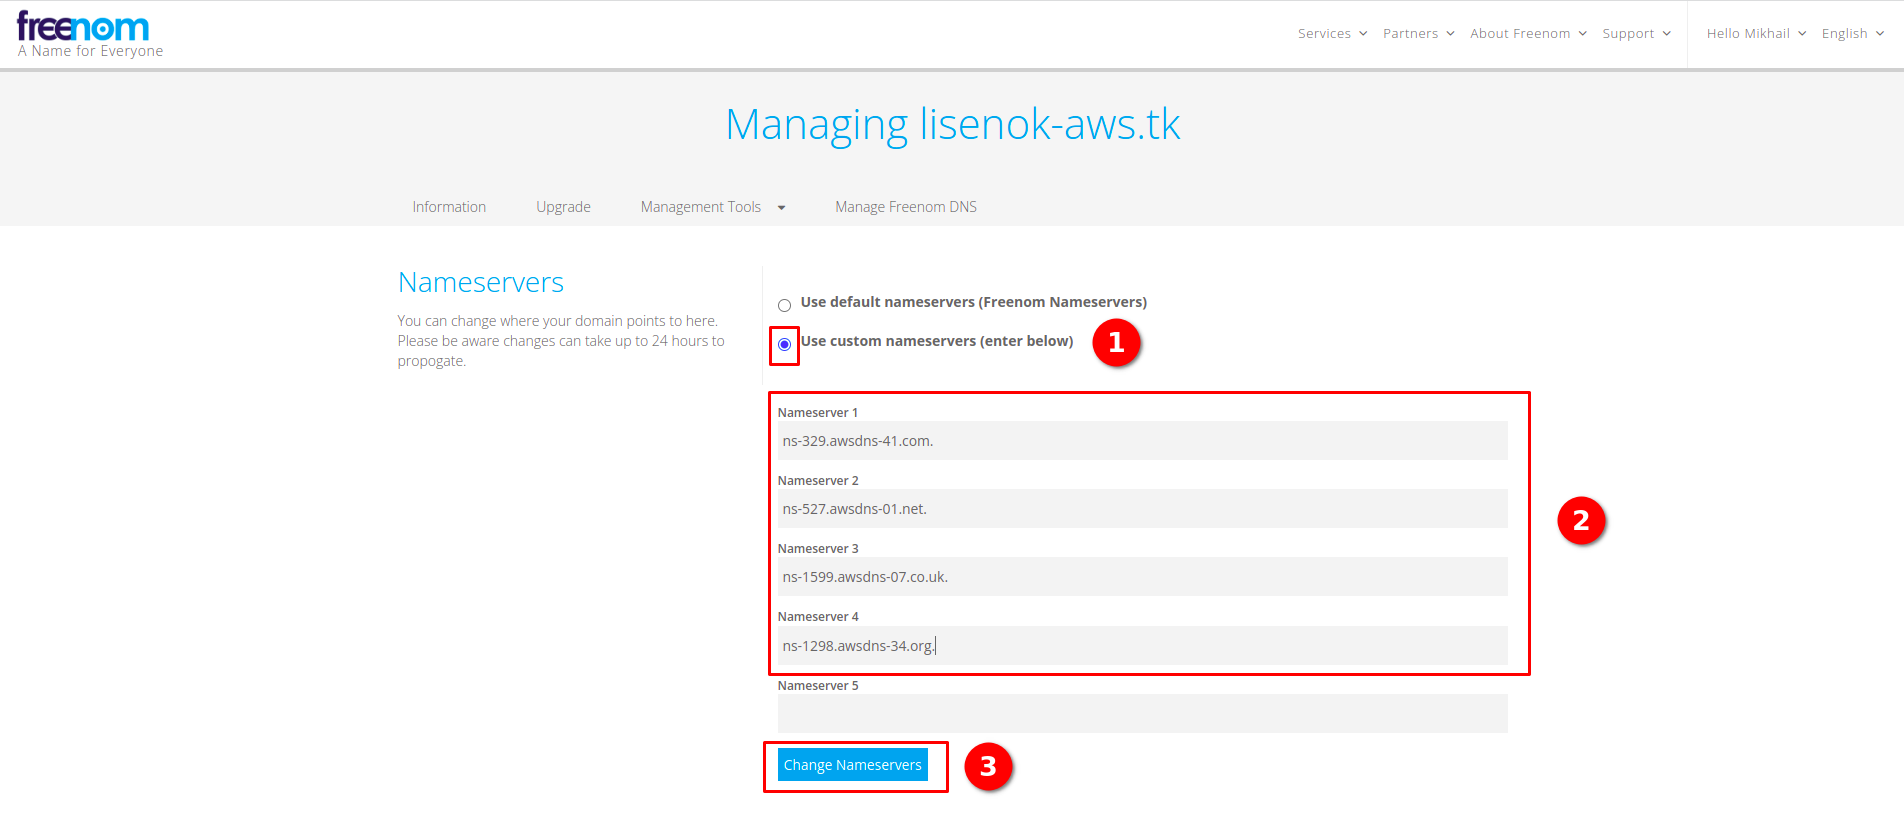 freenom
A Name for Everyone
Services Partners About Freenom Support Hello Mikhail English
Managing lisenok-aws.tk
Information Upgrade Management Tools Manage Freenom DNS
Nameservers
You can change where your domain points to here.
Please be aware changes can take up to 24 hours to
propogate.
Use default nameservers (Freenom Nameservers)
Use custom nameservers (enter below)
1
Nameserver 1
ns-329.awsdns-41.com.
Nameserver 2
ns-527.awsdns-01.net.
2
Nameserver 3
ns-1599.awsdns-07.co.uk.
Nameserver 4
ns-1298.awsdns-34.org.
Nameserver 5
Change Nameservers
3